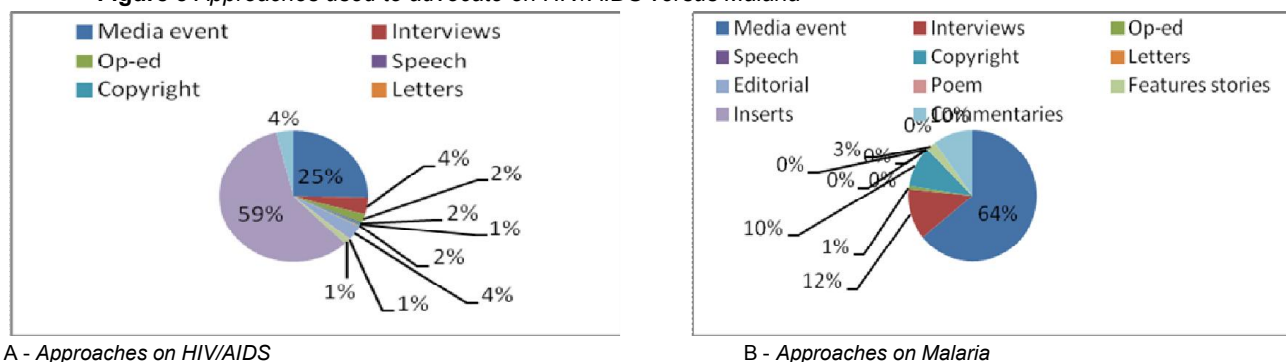 Figure 3 Approaches used to advocate on HIV/AIDS versus Malaria
Media event Interviews
Op-ed Speech
Copyright Letters
4%
25%
4%
2%
59%
2%
1%
2%
4%
1%
1%
A - Approaches on HIV/AIDS
Media event Interviews Op-ed
Speech Copyright Letters
Editorial Poem Features stories
Inserts Commentaries
0% 10%
3% 0%
0%
0% 0%
64%
10%
1%
12%
B - Approaches on Malaria